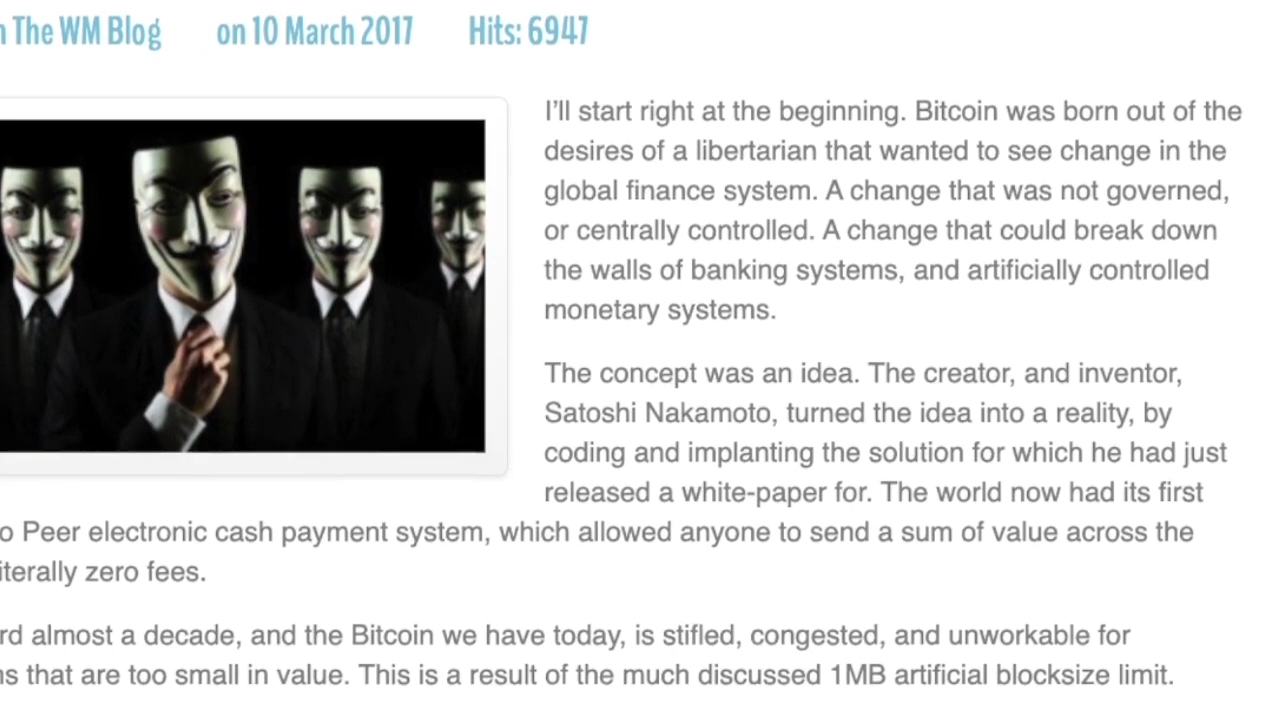 The WM Blog on 10 March 2017 Hits: 6947
I'll start right at the beginning. Bitcoin was born out of the
desires of a libertarian that wanted to see change in the
global finance system. A change that was not governed,
or centrally controlled. A change that could break down
the walls of banking systems, and artificially controlled
monetary systems.
The concept was an idea. The creator, and inventor,
Satoshi Nakamoto, turned the idea into a reality, by
coding and implanting the solution for which he had just
released a white-paper for. The world now had its first
o Peer electronic cash payment system, which allowed anyone to send a sum of value across the
iterally zero fees.
rd almost a decade, and the Bitcoin we have today, is stifled, congested, and unworkable for
ns that are too small in value. This is a result of the much discussed 1MB artificial blocksize limit.